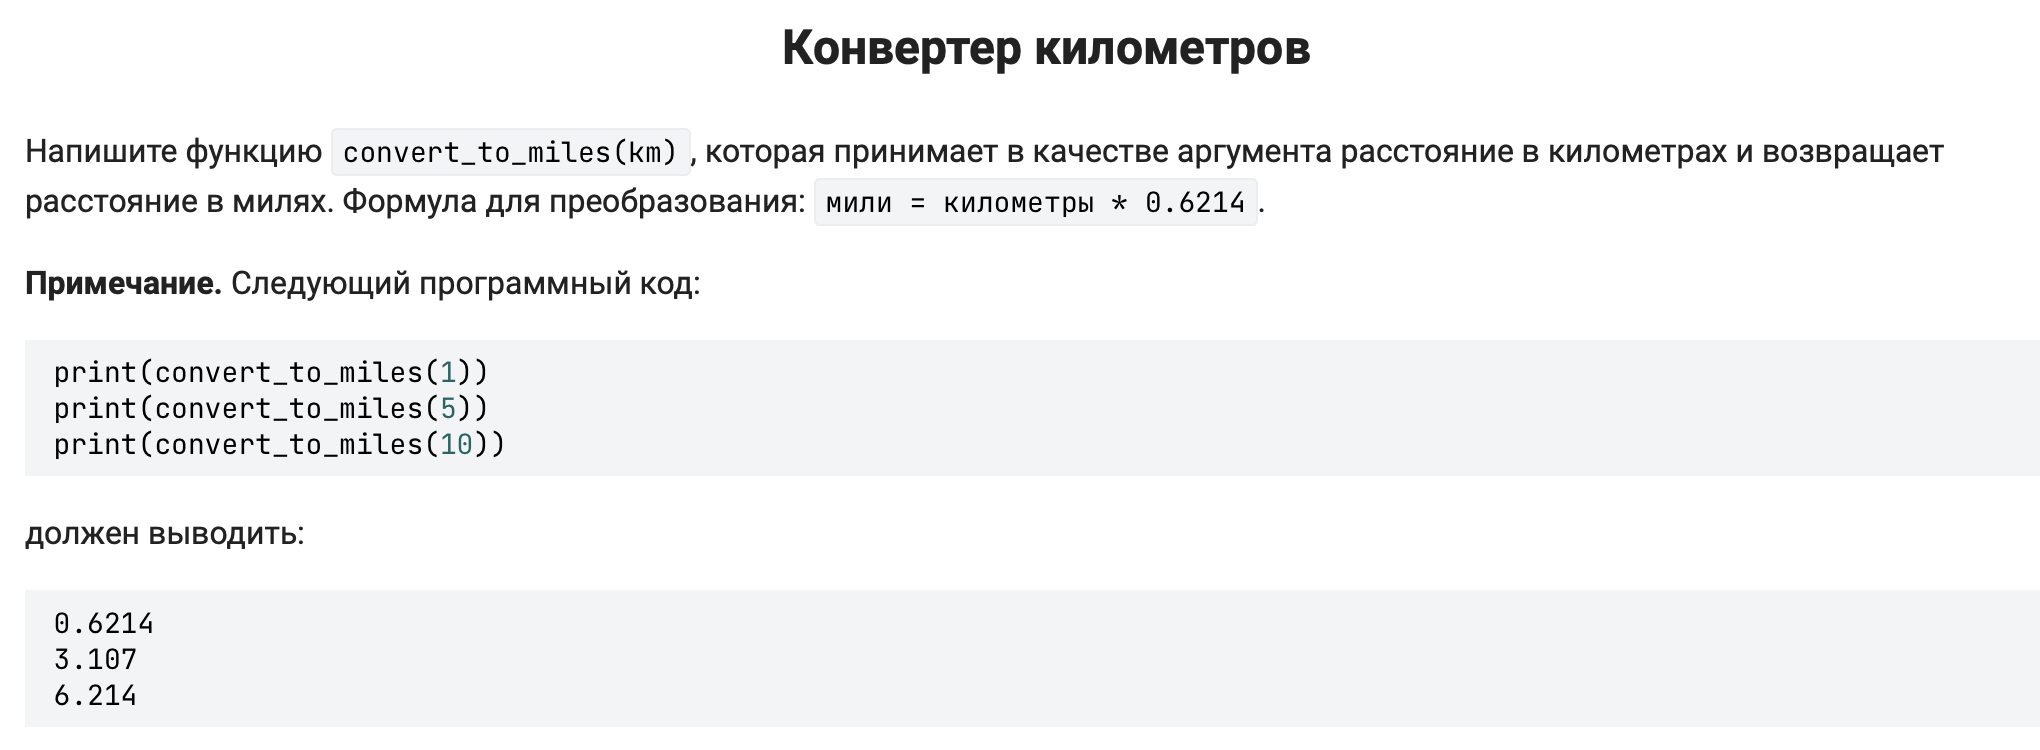 Конвертер километров
Напишите функцию convert_to_miles(km), которая принимает в качестве аргумента расстояние в километрах и возвращает
расстояние в милях. Формула для преобразования: мили = километры * 0.6214.
Примечание. Следующий программный код:
print(convert_to_miles(1))
print(convert_to_miles(5))
print(convert_to_miles(10))
должен выводить:
0.6214
3.107
6.214